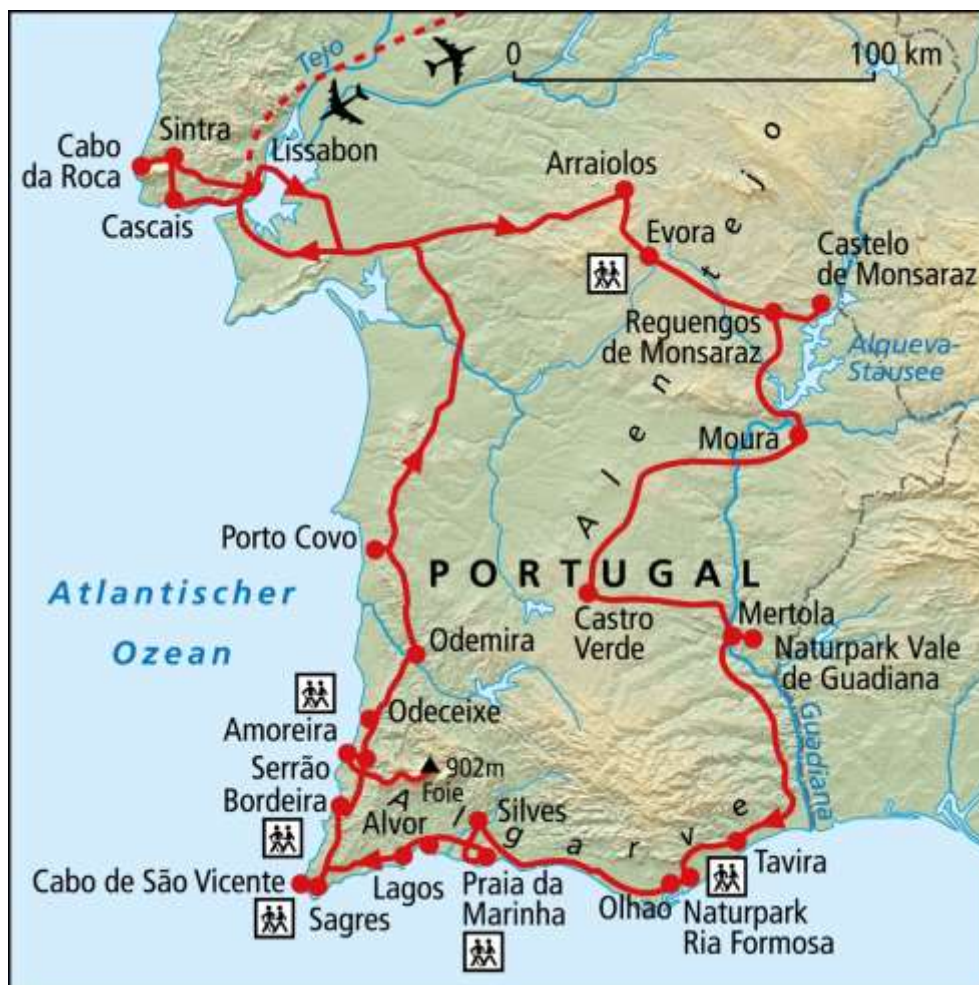 Tejo
0 100 km
Sintra
Cabo
da Roca
Lissabon
Cascais
Arraiolos
Evora
Castelo
de Monsaraz
Reguengos
de Monsaraz
Alqueva-
Stausee
Alentejo
Moura
Porto Covo
PORTUGAL
Atlantischer
Ozean
Castro
Verde
Mertola
Naturpark Vale
de Guadiana
Guadiana
Odemira
Odeceixe
Amoreira
Serrão
902m
Foie
Bordeira
Algarve
Silves
Alvor
Cabo de São Vicente
Sagres
Lagos
Praia da
Marinha
Tavira
Olhao
Naturpark
Ria Formosa